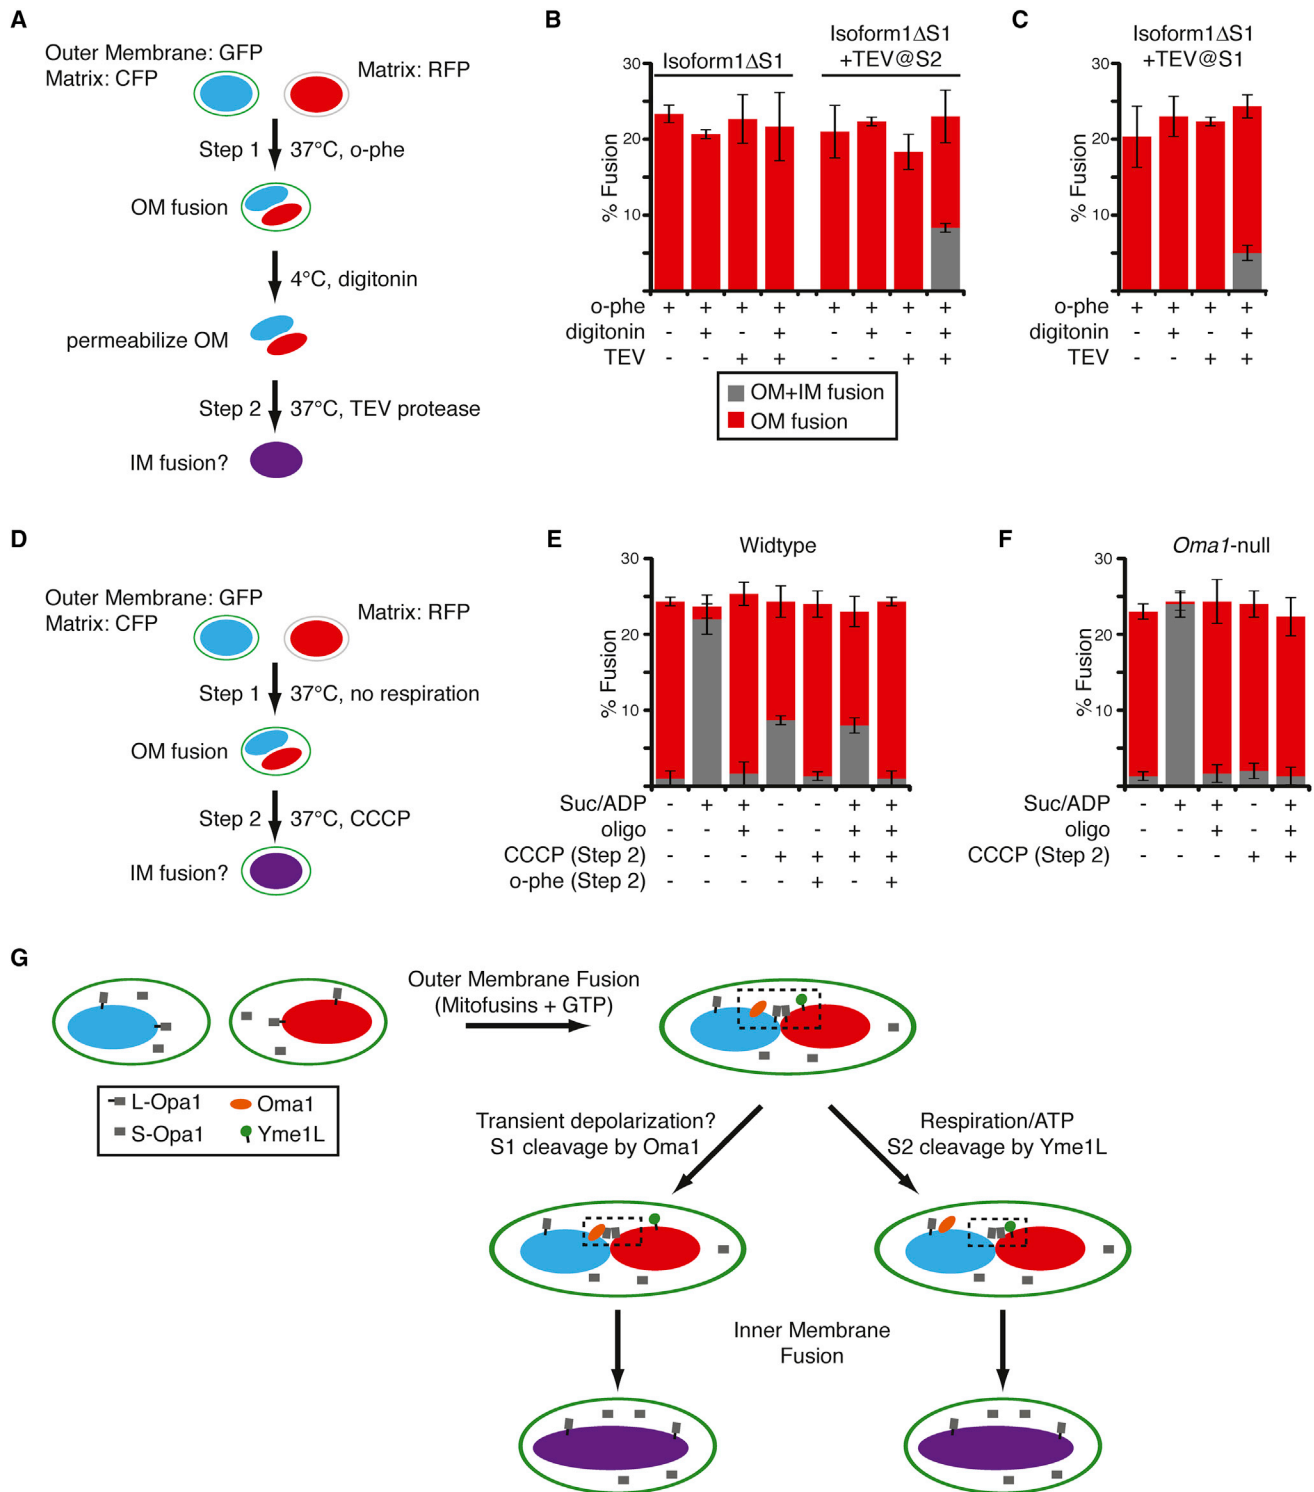 A
Outer Membrane: GFP
Matrix: CFP
Matrix: RFP
Step 1
37°C, o-phe
OM fusion
4°C, digitonin
permeabilize OM
Step 2
37°C, TEV protease
IM fusion?
B
Isoform1ΔS1
Isoform1ΔS1
+TEV@S2
30
20
10
% Fusion
o-phe + + + + + + + +
digitonin - + - + - + - +
TEV - - + + - - + +
OM+IM fusion
OM fusion
C
Isoform1ΔS1
+TEV@S1
30
20
10
% Fusion
o-phe + + + +
digitonin - + - +
TEV - - + +
D
Outer Membrane: GFP
Matrix: CFP
Matrix: RFP
Step 1
37°C, no respiration
OM fusion
Step 2
37°C, CCCP
IM fusion?
E
Widtype
30
20
10
% Fusion
Suc/ADP - + + - - + +
oligo - - + - - + +
CCCP (Step 2) - - - + + + +
o-phe (Step 2) - - - - + - +
F
Oma1-null
30
20
10
% Fusion
Suc/ADP - + + - +
oligo - - + - +
CCCP (Step 2) - - - + +
G
Outer Membrane Fusion
(Mitofusins + GTP)
L-Opa1
Oma1
S-Opa1
Yme1L
Transient depolarization?
S1 cleavage by Oma1
Respiration/ATP
S2 cleavage by Yme1L
Inner Membrane
Fusion